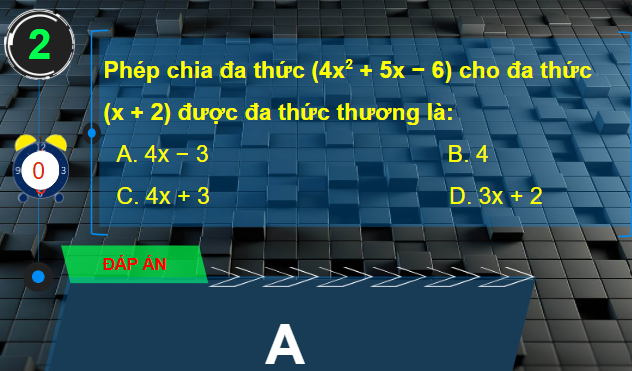 2
Phép chia đa thức (4x² + 5x − 6) cho đa thức
(x + 2) được đa thức thương là:
A. 4x − 3 B. 4
C. 4x + 3 D. 3x + 2
0
ĐÁP ÁN
A